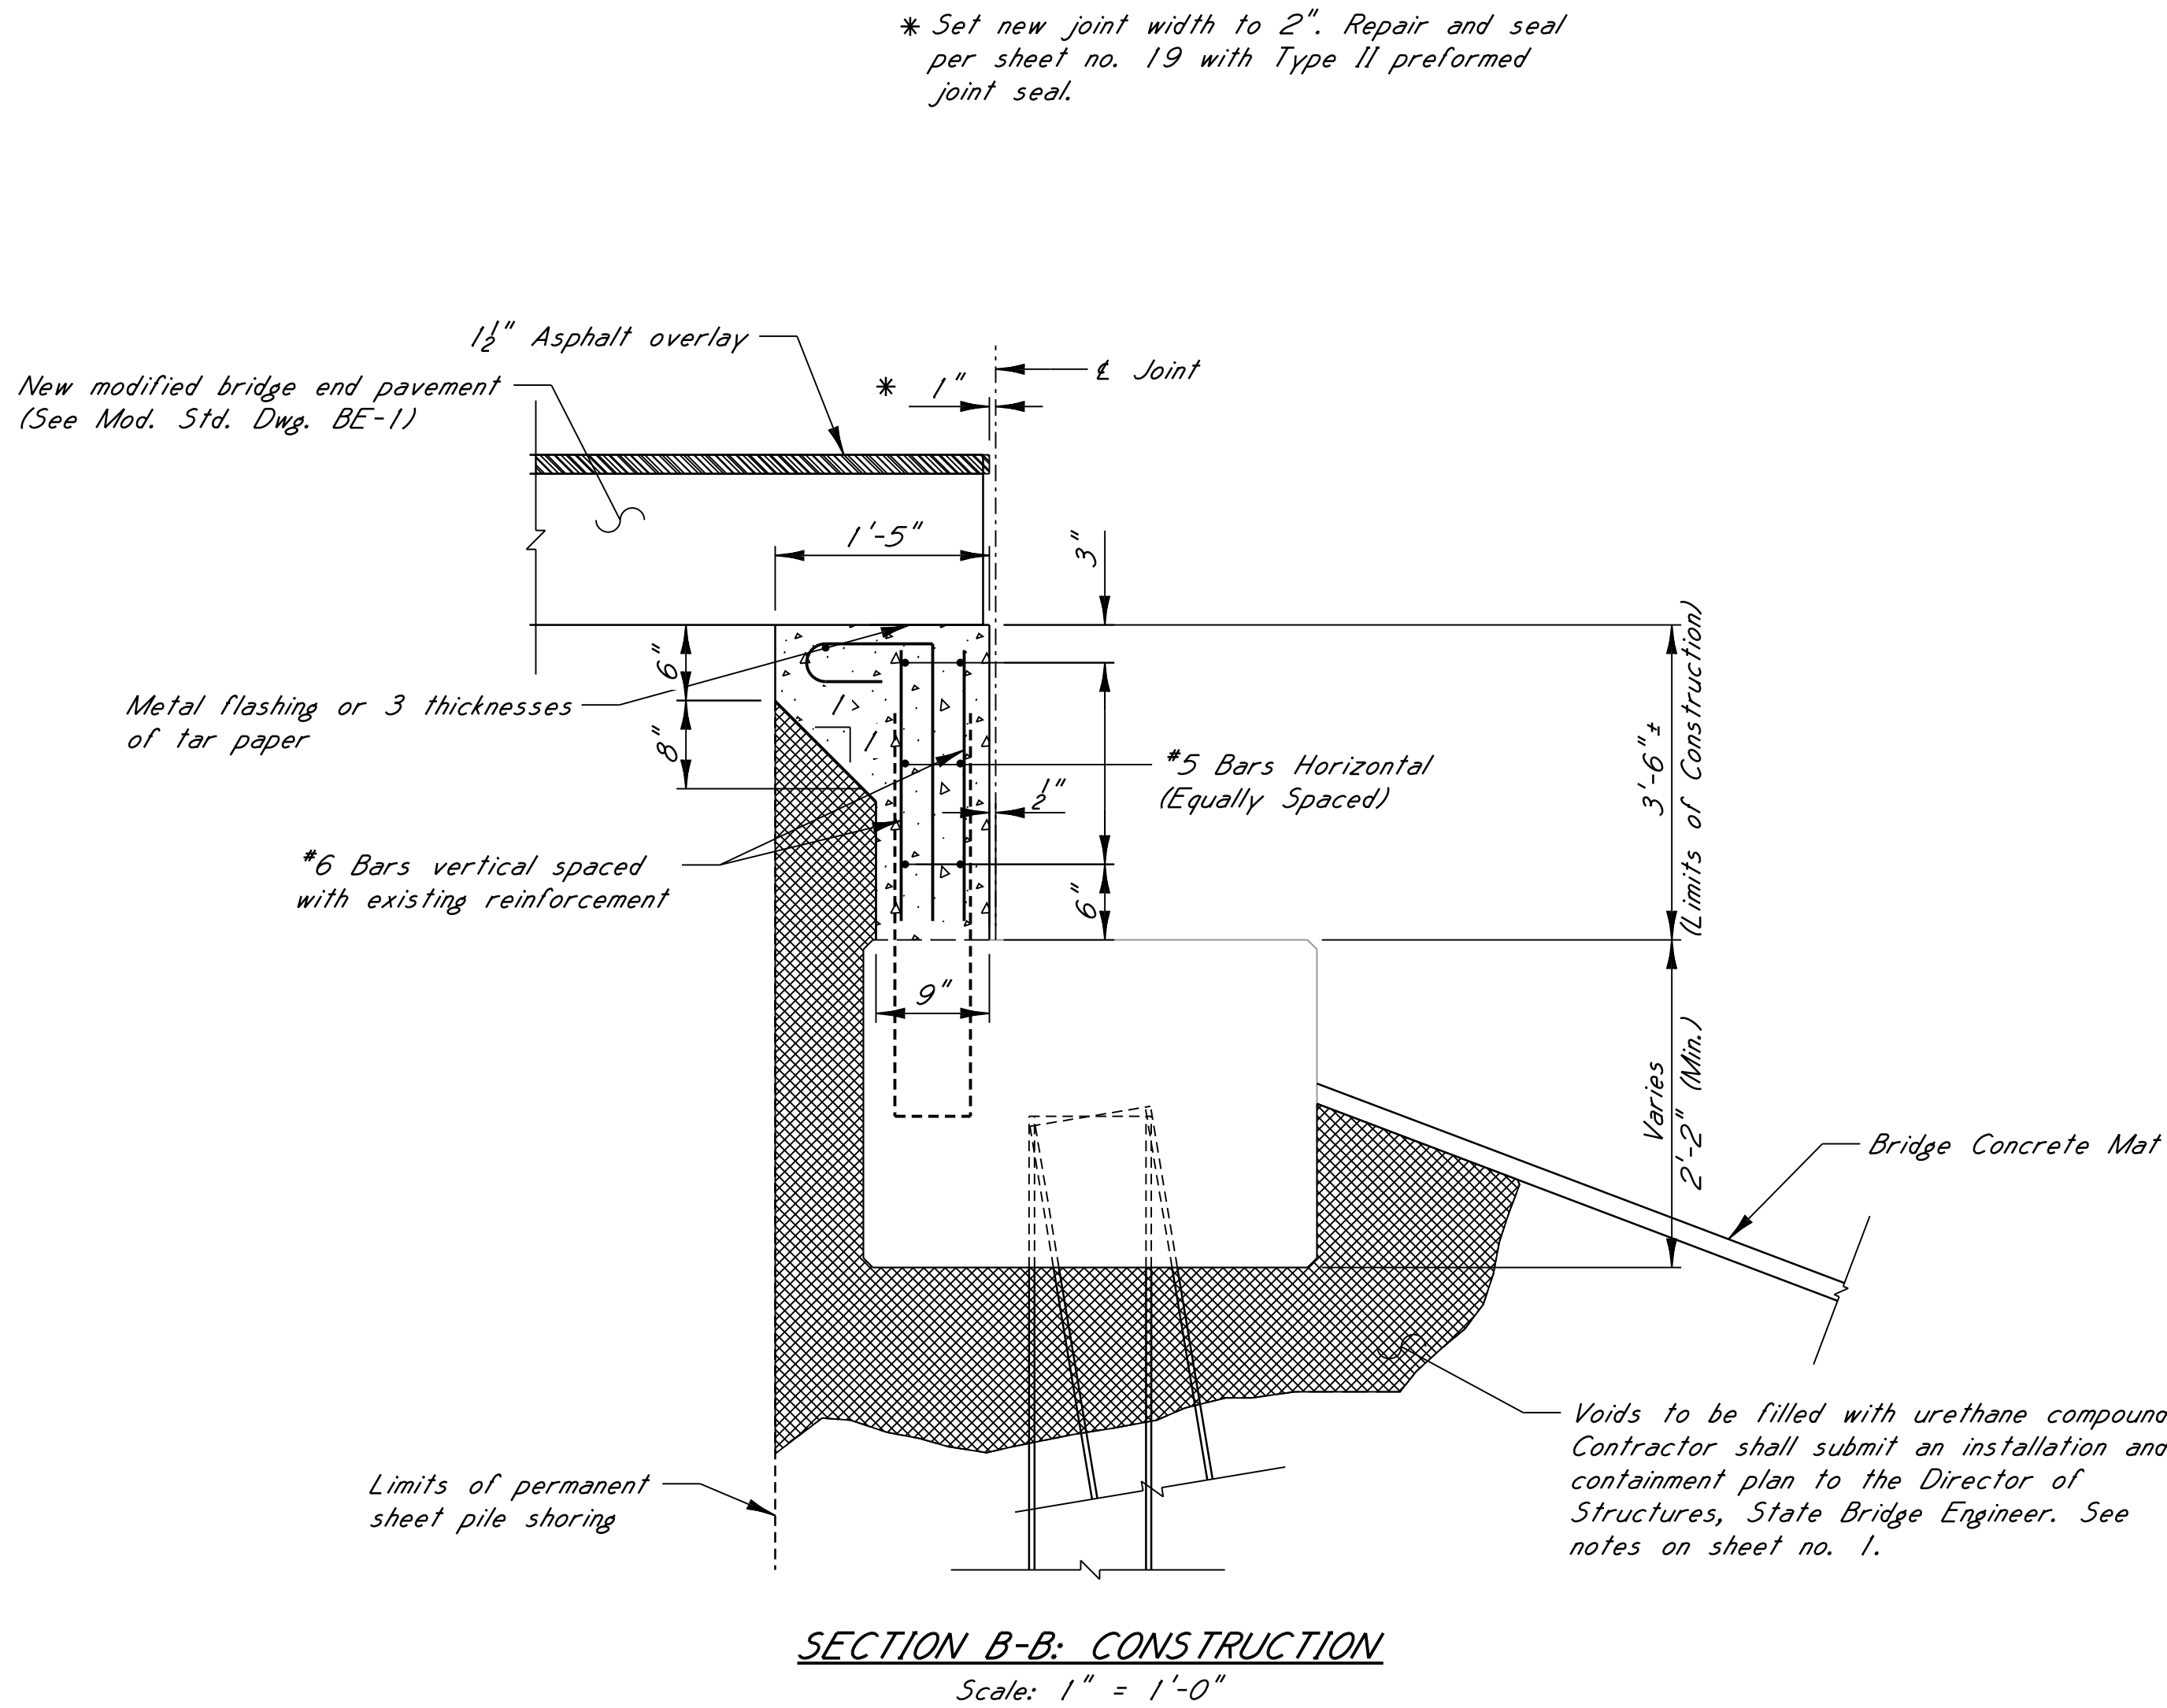 * Set new joint width to 2". Repair and seal
per sheet no. 19 with Type II preformed
joint seal.
1½" Asphalt overlay
New modified bridge end pavement
(See Mod. Std. Dwg. BE-1)
* 1"
℄ Joint
1'-5"
3"
6"
8"
Metal flashing or 3 thicknesses
of tar paper
1
1
#5 Bars Horizontal
(Equally Spaced)
½"
#6 Bars vertical spaced
with existing reinforcement
6"
3'-6"±
(Limits of Construction)
9"
Varies
2'-2" (Min.)
Bridge Concrete Mat
Voids to be filled with urethane compound
Contractor shall submit an installation and
containment plan to the Director of
Structures, State Bridge Engineer. See
notes on sheet no. 1.
Limits of permanent
sheet pile shoring
SECTION B-B: CONSTRUCTION
Scale: 1" = 1'-0"